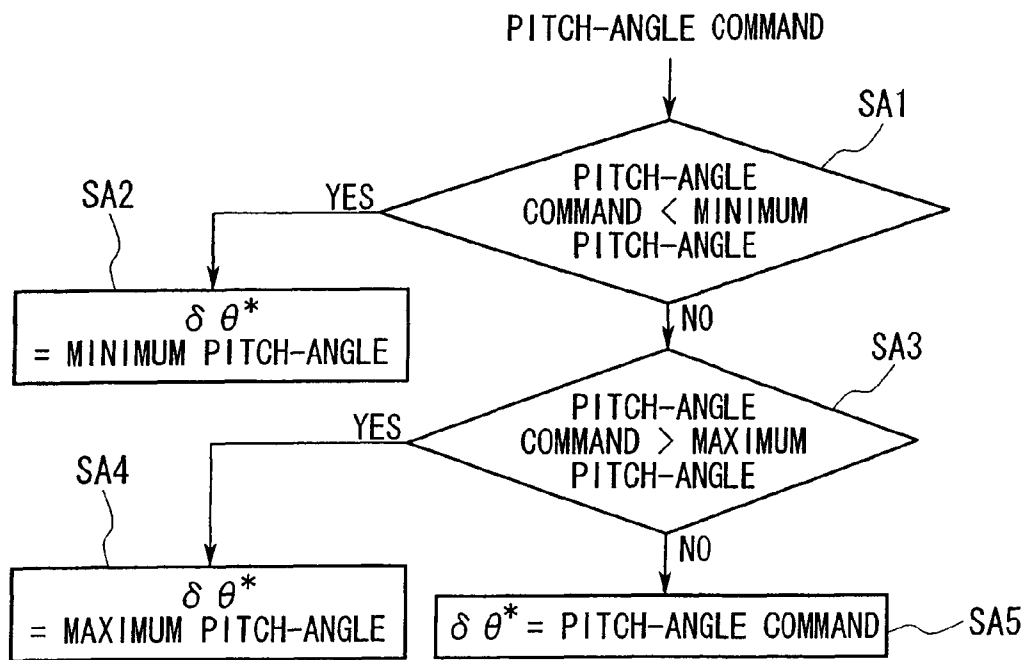 PITCH-ANGLE COMMAND
SA1
PITCH-ANGLE
COMMAND < MINIMUM
PITCH-ANGLE
YES
SA2
δ θ*
= MINIMUM PITCH-ANGLE
NO
SA3
PITCH-ANGLE
COMMAND > MAXIMUM
PITCH-ANGLE
YES
SA4
δ θ*
= MAXIMUM PITCH-ANGLE
NO
δ θ* = PITCH-ANGLE COMMAND
SA5